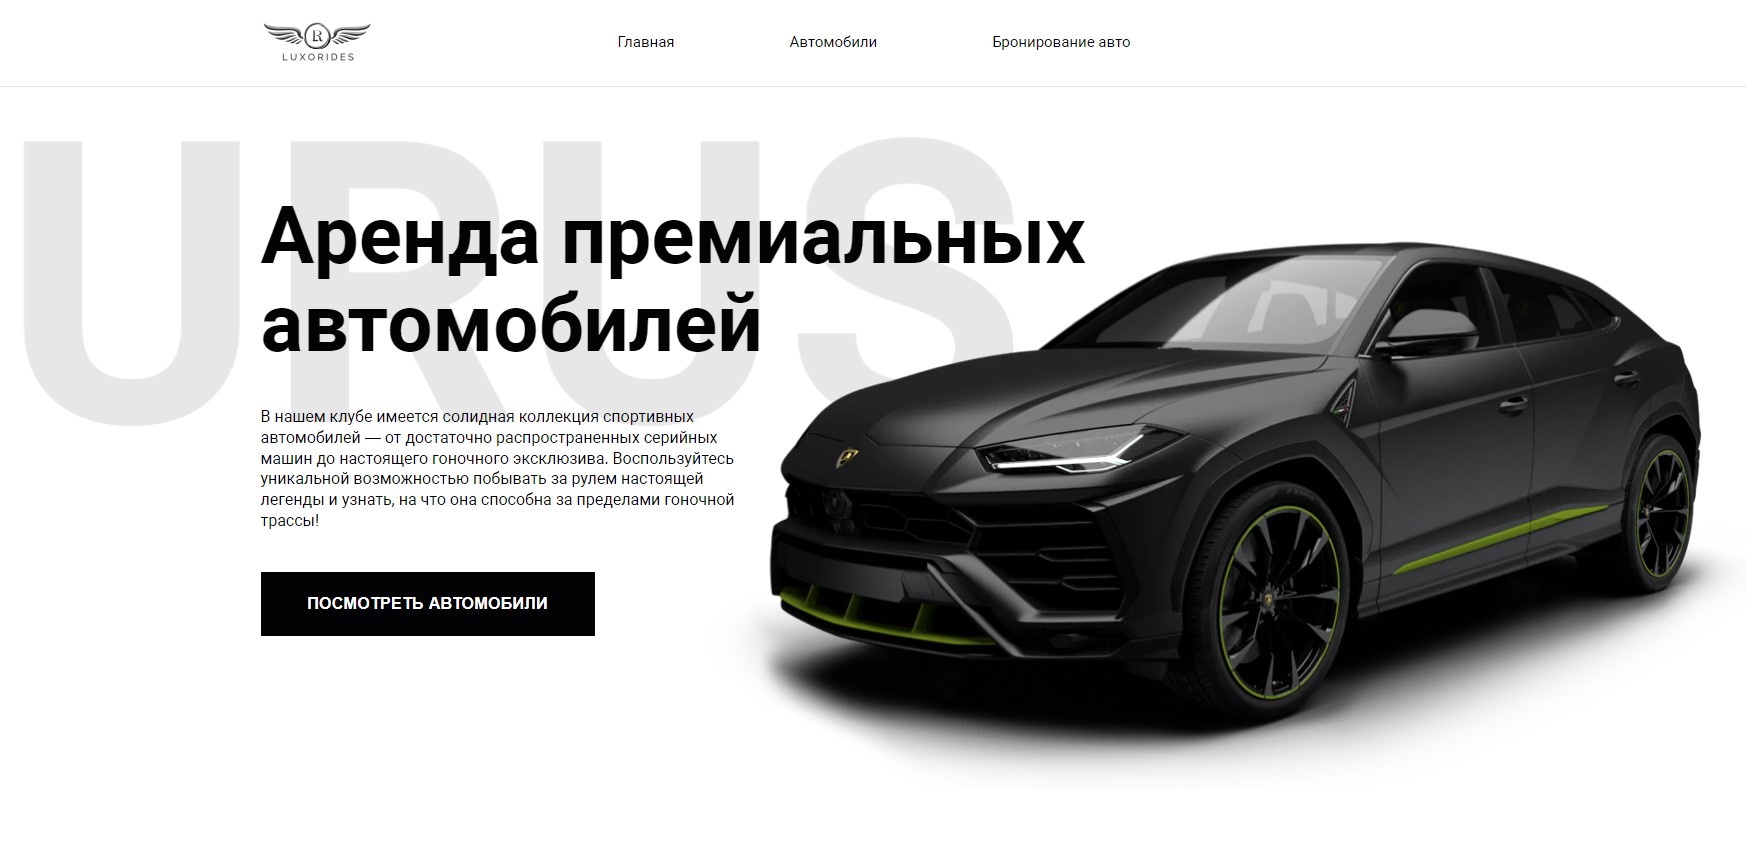 LR
LUXORIDES
Главная
Автомобили
Бронирование авто
URUS
Аренда премиальных
автомобилей
В нашем клубе имеется солидная коллекция спортивных
автомобилей — от достаточно распространенных серийных
машин до настоящего гоночного эксклюзива. Воспользуйтесь
уникальной возможностью побывать за рулем настоящей
легенды и узнать, на что она способна за пределами гоночной
трассы!
ПОСМОТРЕТЬ АВТОМОБИЛИ